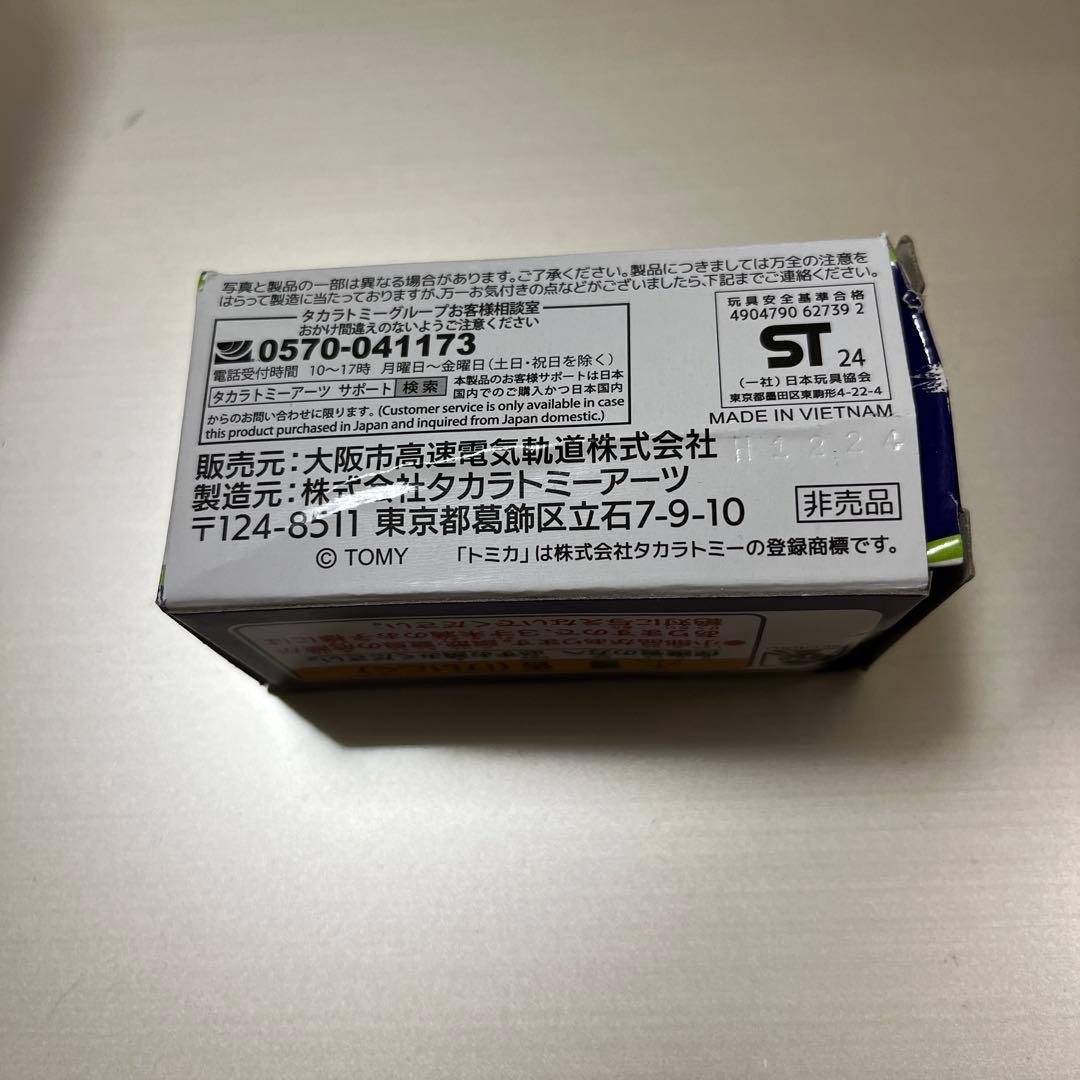 写真と製品の一部は異なる場合があります。ご了承ください。製品につきましては万全の注意を
はらって製造に当たっておりますが、万一お気付きの点などがございましたら、下記までご連絡ください。
タカラトミーグループお客様相談室
おかけ間違えのないようご注意ください
0570-041173
電話受付時間 10〜17時 月曜日〜金曜日(土日・祝日を除く)
タカラトミーアーツ サポート 検索
本製品のお客様サポートは日本
国内でのご購入かつ日本国内
からのお問い合わせに限ります。(Customer service is only available in case
this product purchased in Japan and inquired from Japan domestic.)
玩具安全基準合格
4904790 62739 2
ST 24
(一社)日本玩具協会
東京都墨田区東駒形4-22-4
MADE IN VIETNAM
販売元:大阪市高速電気軌道株式会社
製造元:株式会社タカラトミーアーツ
〒124-8511 東京都葛飾区立石7-9-10
非売品
© TOMY 「トミカ」は株式会社タカラトミーの登録商標です。
絶対に与えないでください。